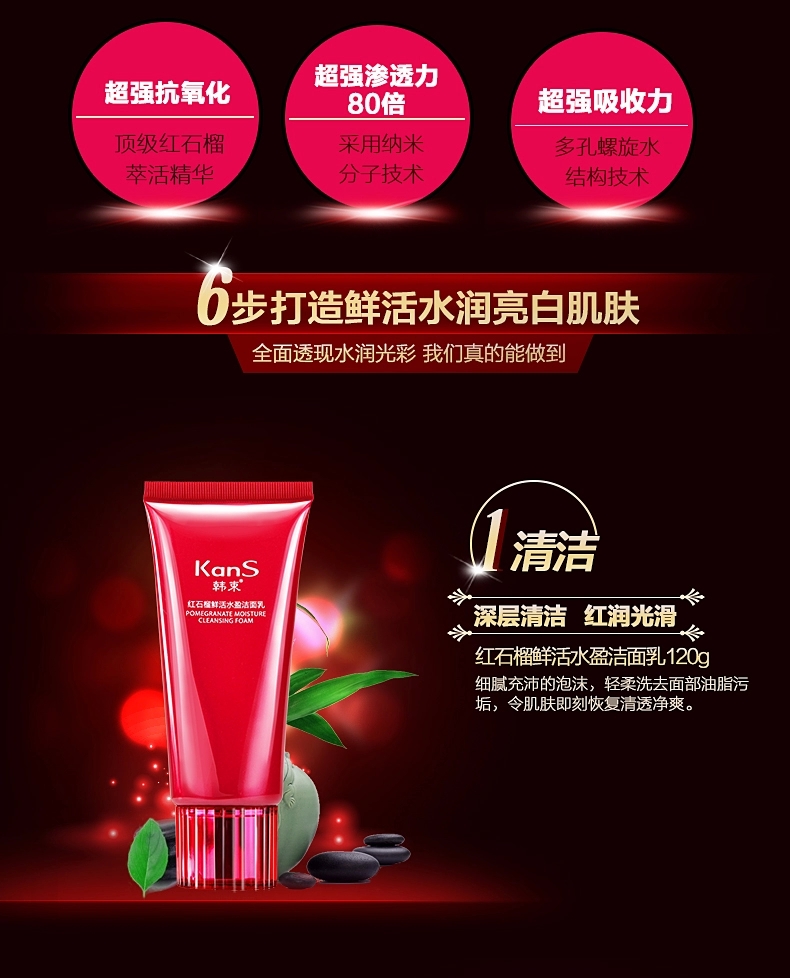 超强抗氧化
顶级红石榴
萃活精华
超强渗透力
80倍
采用纳米
分子技术
超强吸收力
多孔螺旋水
结构技术
6步打造鲜活水润亮白肌肤
全面透现水润光彩 我们真的能做到
KanS
韩束
红石榴鲜活水盈洁面乳
POMEGRANATE MOISTURE
CLEANSING FOAM
1清洁
深层清洁 红润光滑
红石榴鲜活水盈洁面乳120g
细腻充沛的泡沫，轻柔洗去面部油脂污
垢，令肌肤即刻恢复清透净爽。